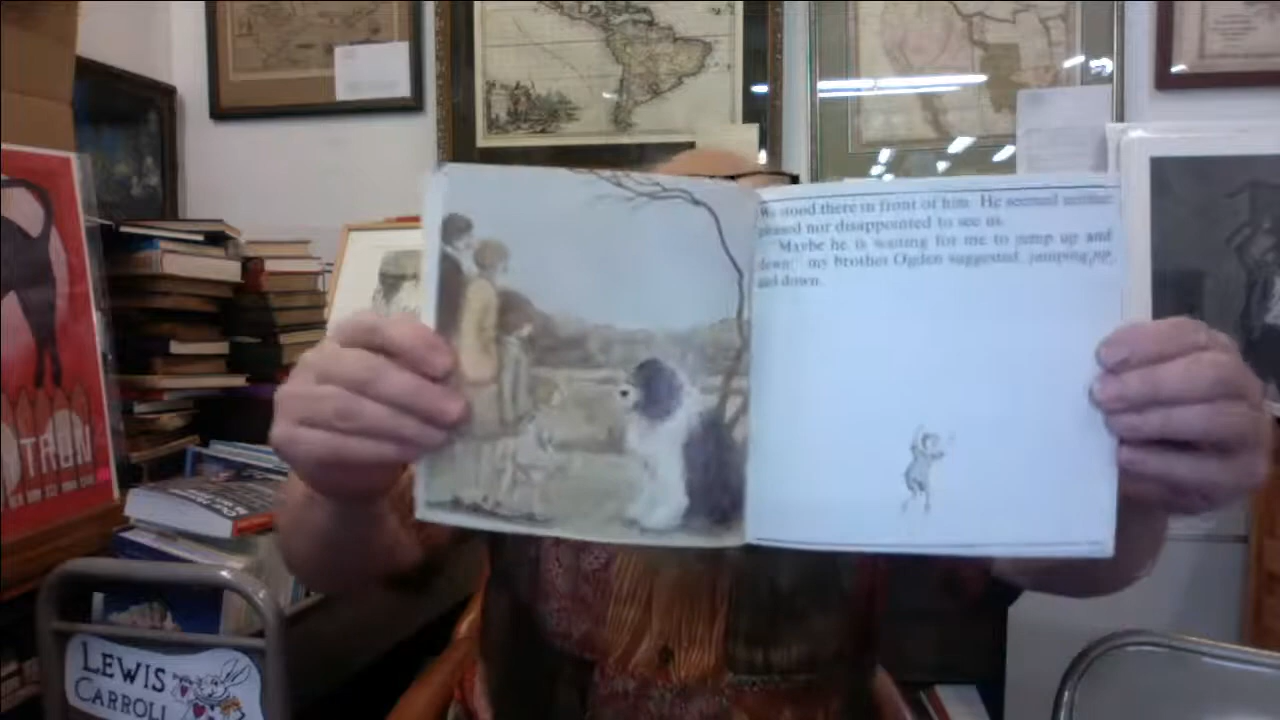 We stood there in front of him. He seemed neither
pleased nor disappointed to see us.
Maybe he is waiting for me to jump up and
down," my brother Ogden suggested, jumping up
and down.
TRON
LEWIS
CARROLL